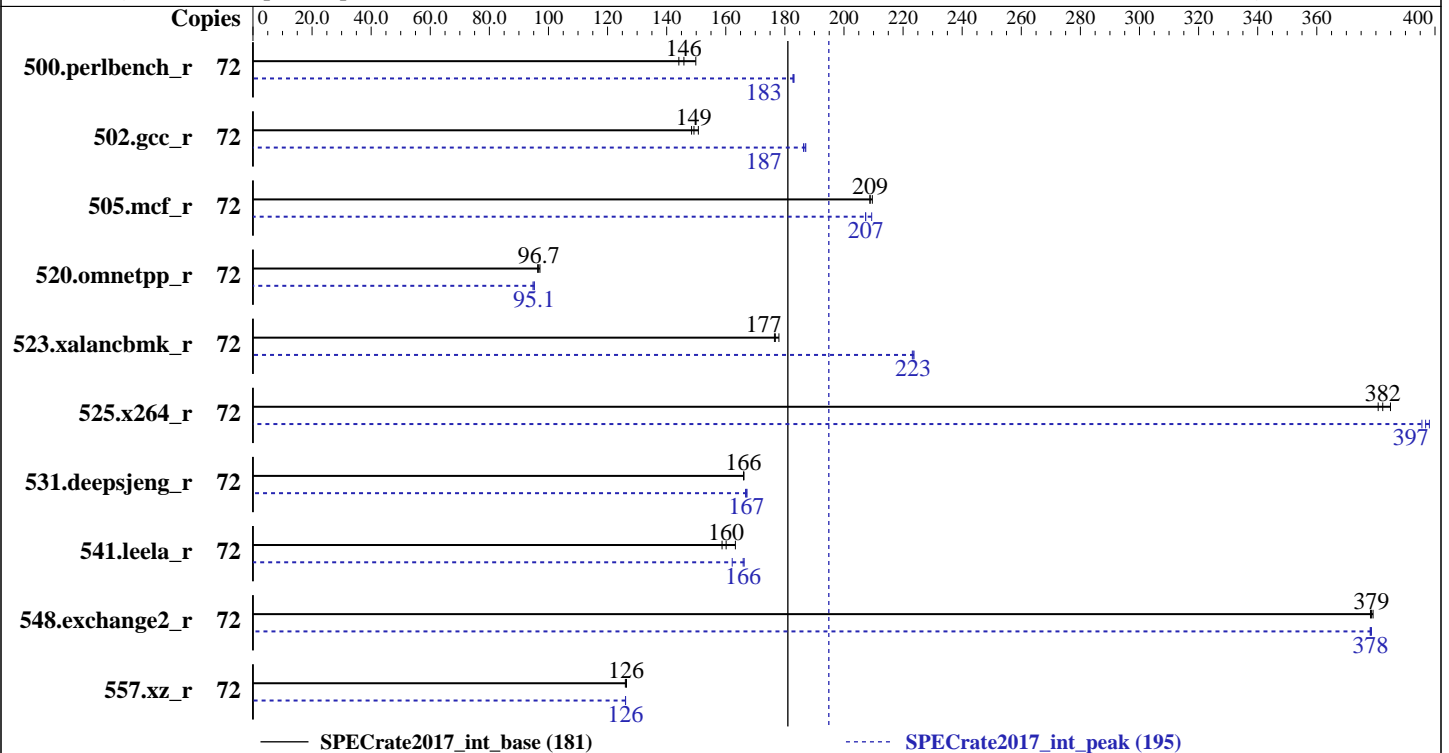 Copies 0 20.0 40.0 60.0 80.0 100 120 140 160 180 200 220 240 260 280 300 320 340 360 400
146
500.perlbench_r 72
183
149
502.gcc_r 72
187
209
505.mcf_r 72
207
96.7
520.omnetpp_r 72
95.1
177
523.xalancbmk_r 72
223
382
525.x264_r 72
397
166
531.deepsjeng_r 72
167
160
541.leela_r 72
166
379
548.exchange2_r 72
378
126
557.xz_r 72
126
SPECrate2017_int_base (181) SPECrate2017_int_peak (195)